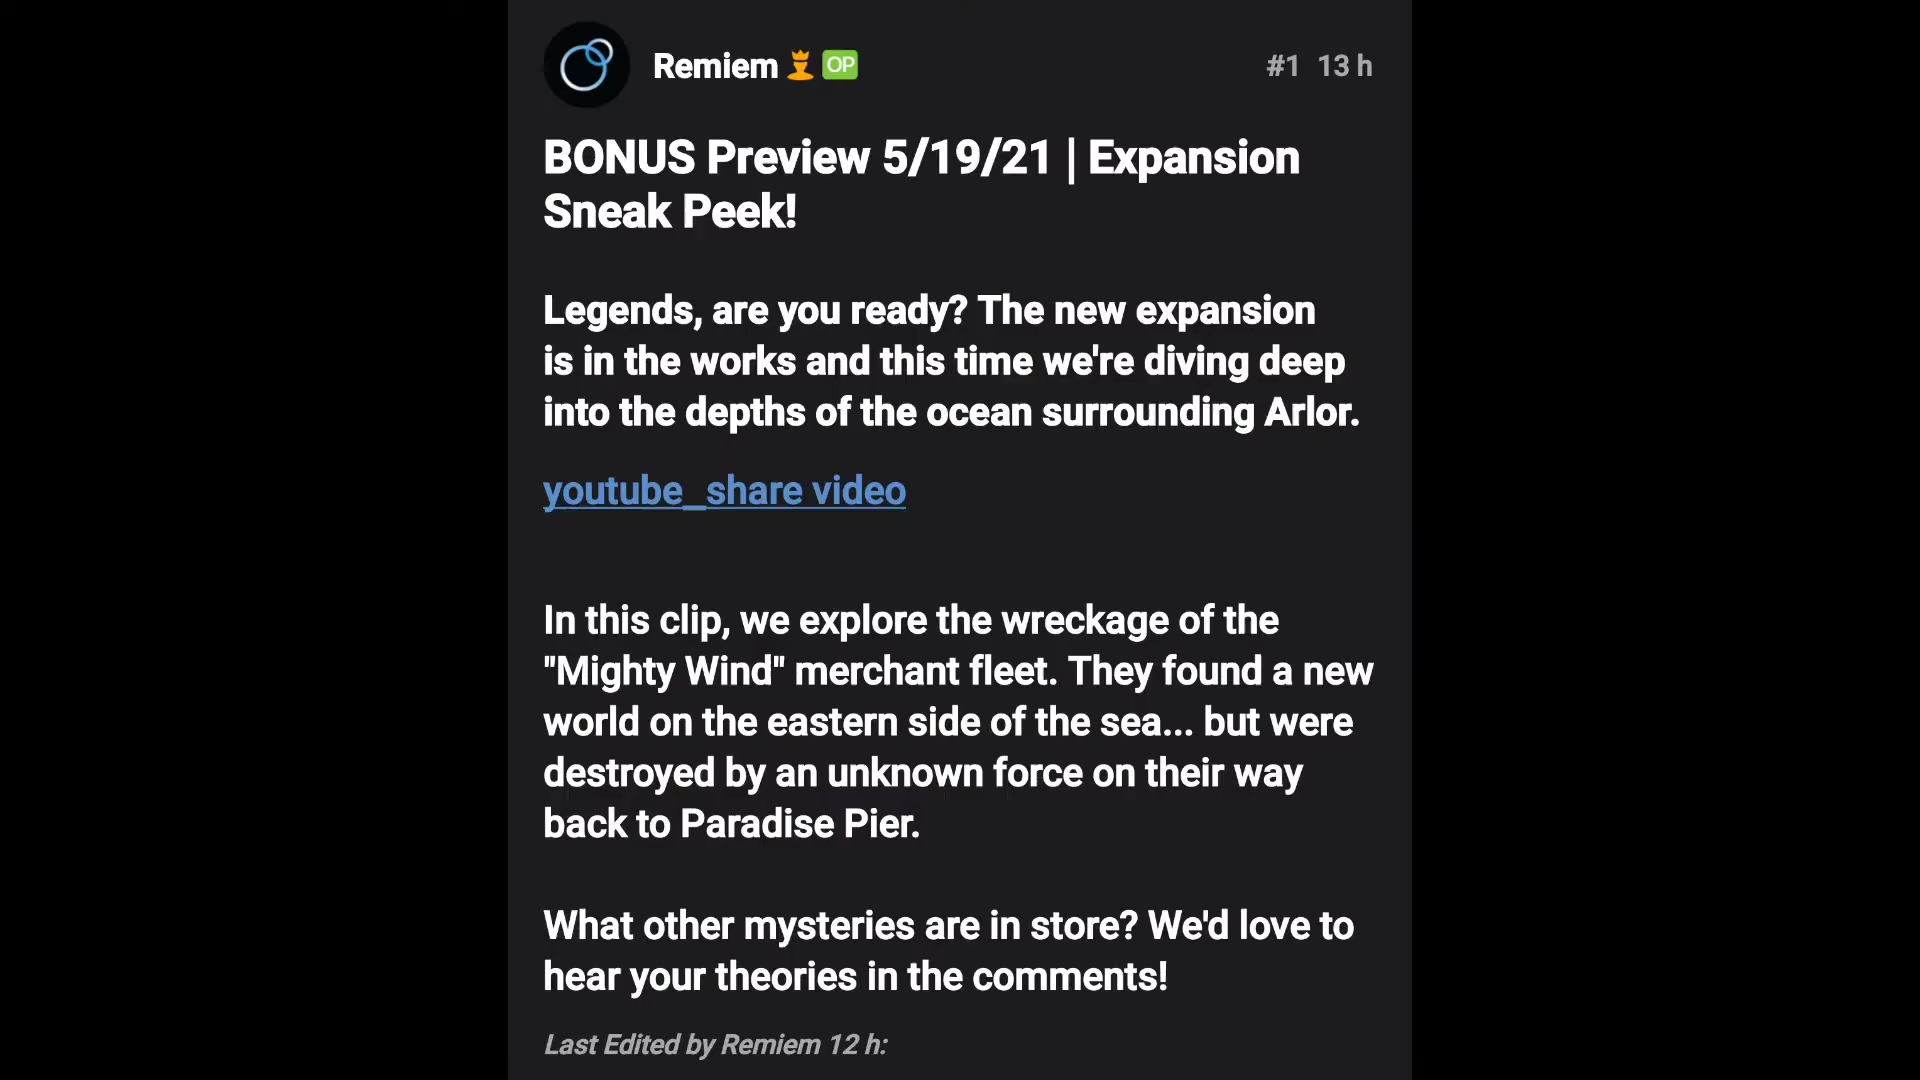 Remiem OP #1 13 h
BONUS Preview 5/19/21 | Expansion
Sneak Peek!
Legends, are you ready? The new expansion
is in the works and this time we're diving deep
into the depths of the ocean surrounding Arlor.
youtube_share video
In this clip, we explore the wreckage of the
"Mighty Wind" merchant fleet. They found a new
world on the eastern side of the sea... but were
destroyed by an unknown force on their way
back to Paradise Pier.
What other mysteries are in store? We'd love to
hear your theories in the comments!
Last Edited by Remiem 12 h: